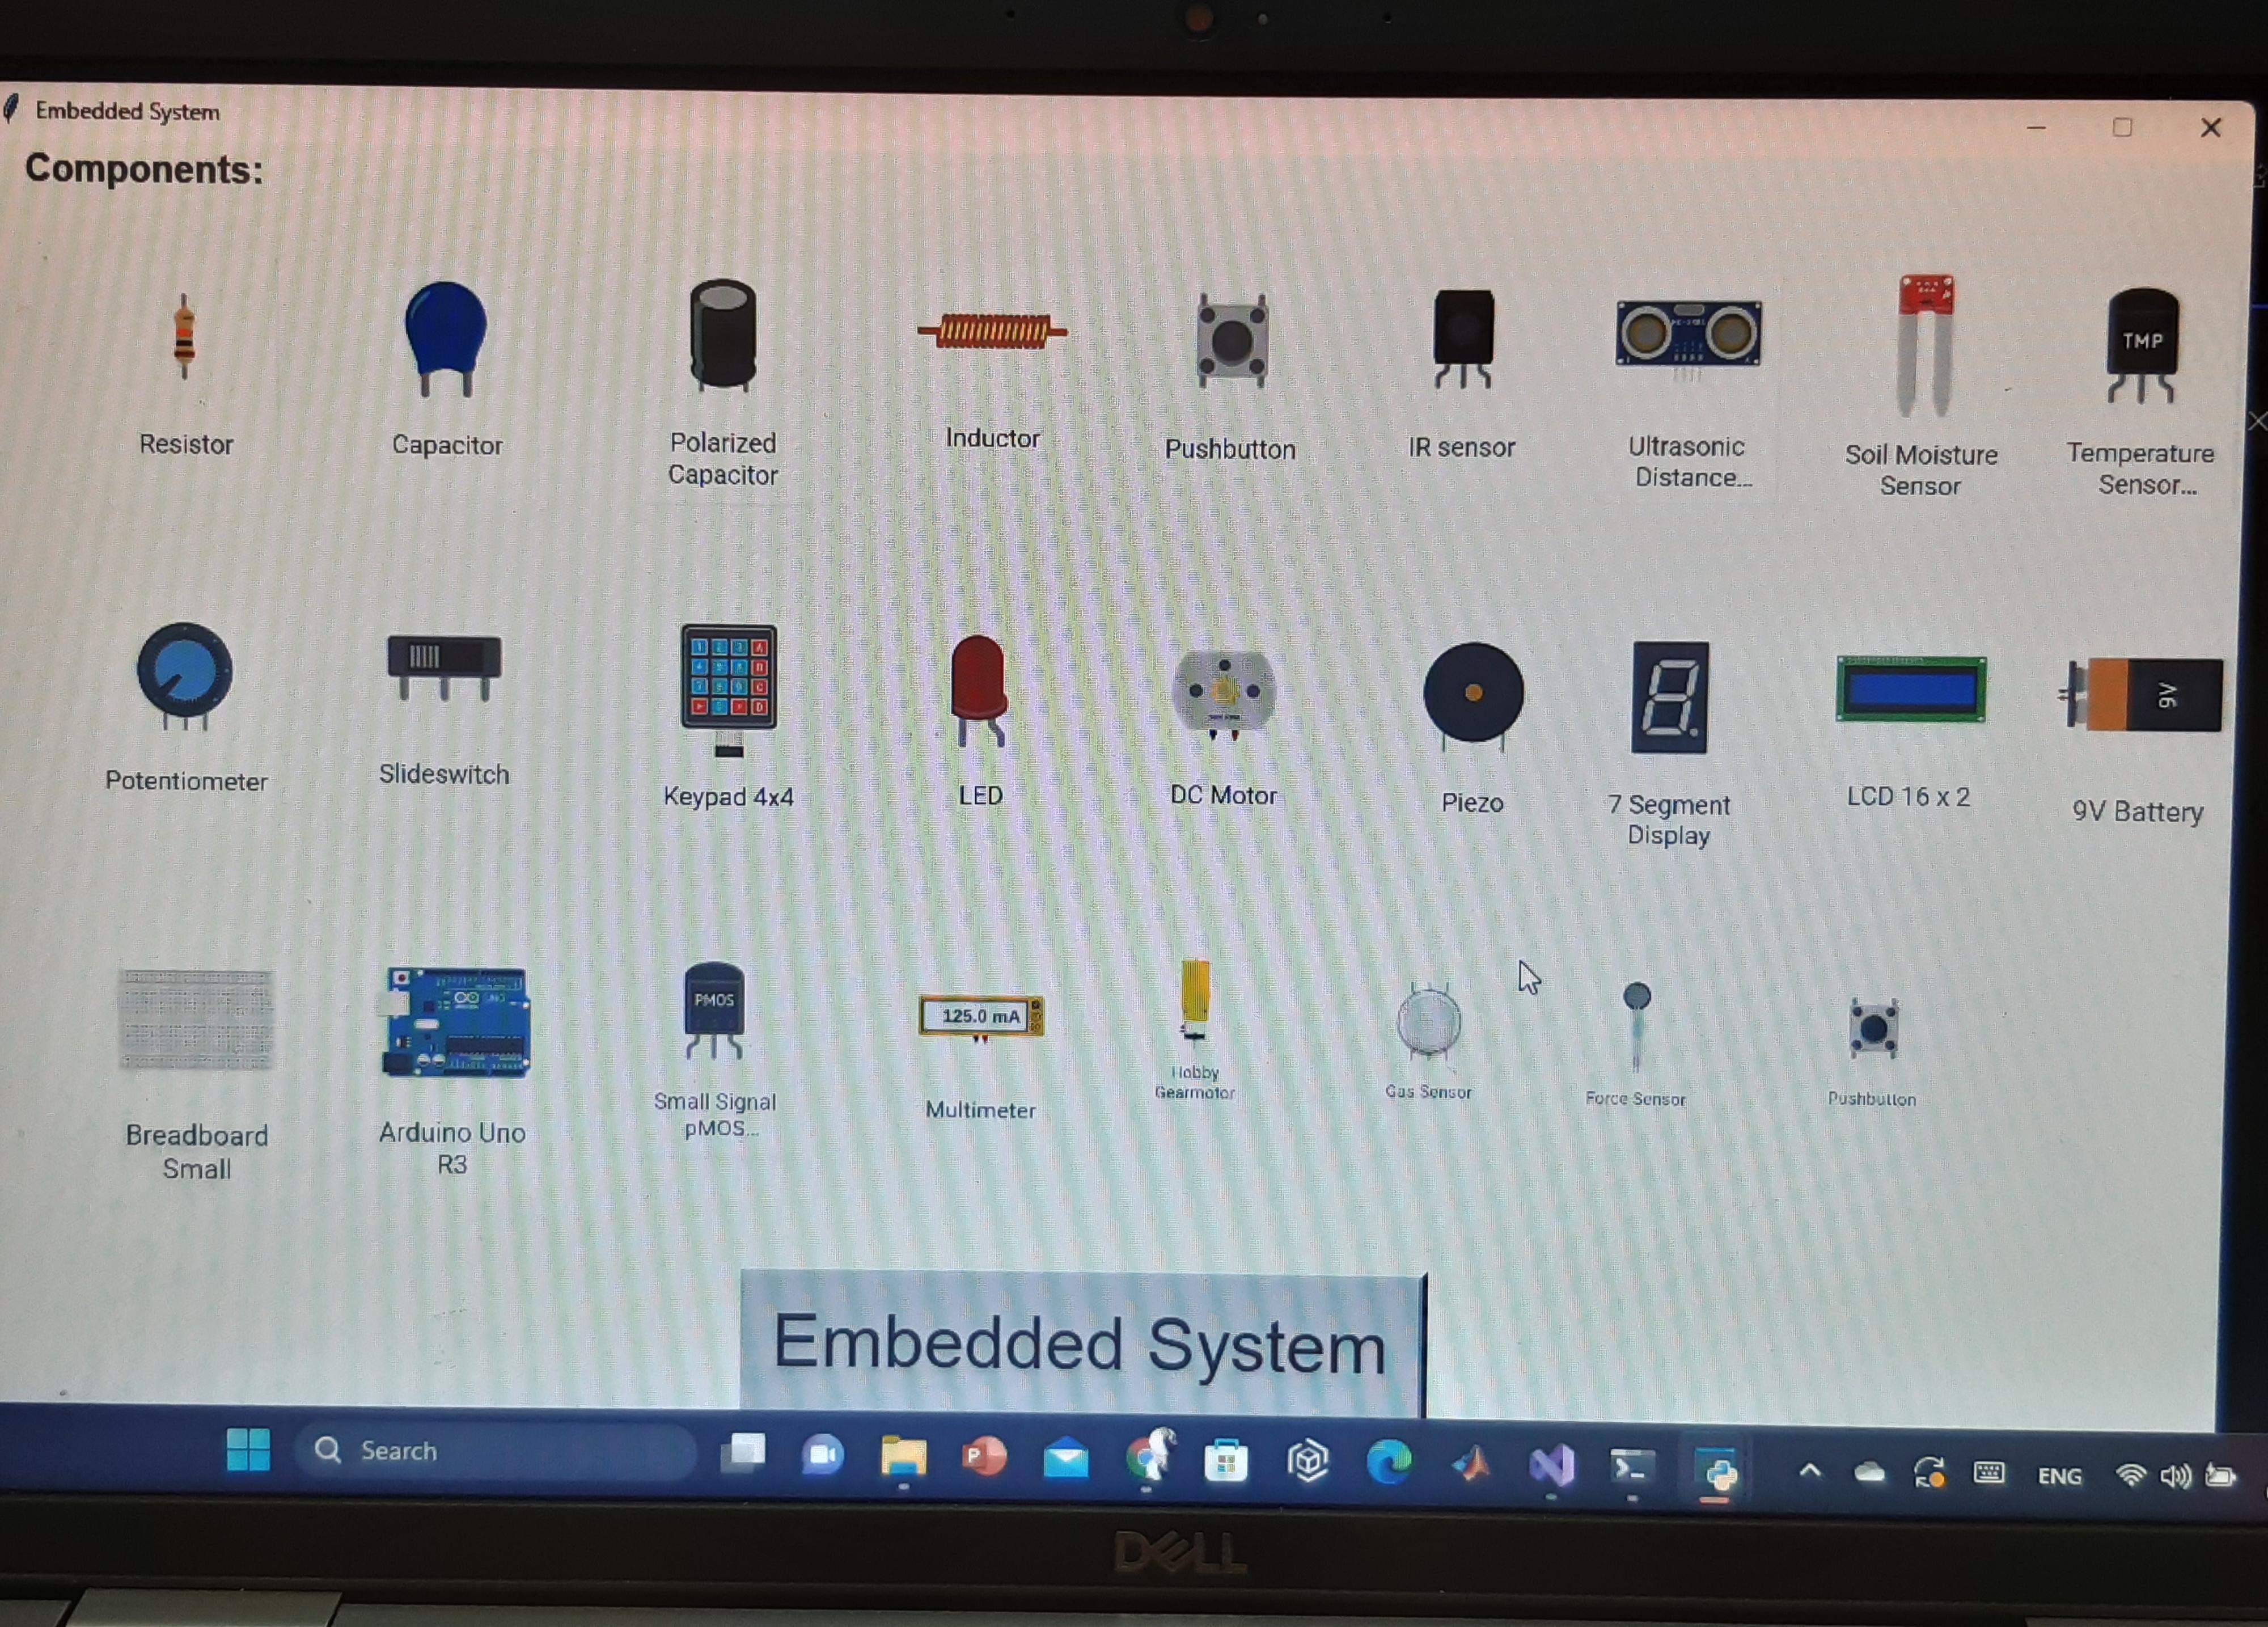 Embedded System
Components:
TMP
Resistor
Capacitor
Polarized
Capacitor
Inductor
Pushbutton
IR sensor
Ultrasonic
Distance...
Soil Moisture
Sensor
Temperature
Sensor...
9V
Potentiometer
Slideswitch
Keypad 4x4
LED
DC Motor
Piezo
7 Segment
Display
LCD 16 x 2
9V Battery
PMOS
125.0 mA
Breadboard
Small
Arduino Uno
R3
Small Signal
pMOS...
Multimeter
Hobby
Gearmotor
Gas Sensor
Force Sensor
Pushbutton
Embedded System
Search
ENG
DELL